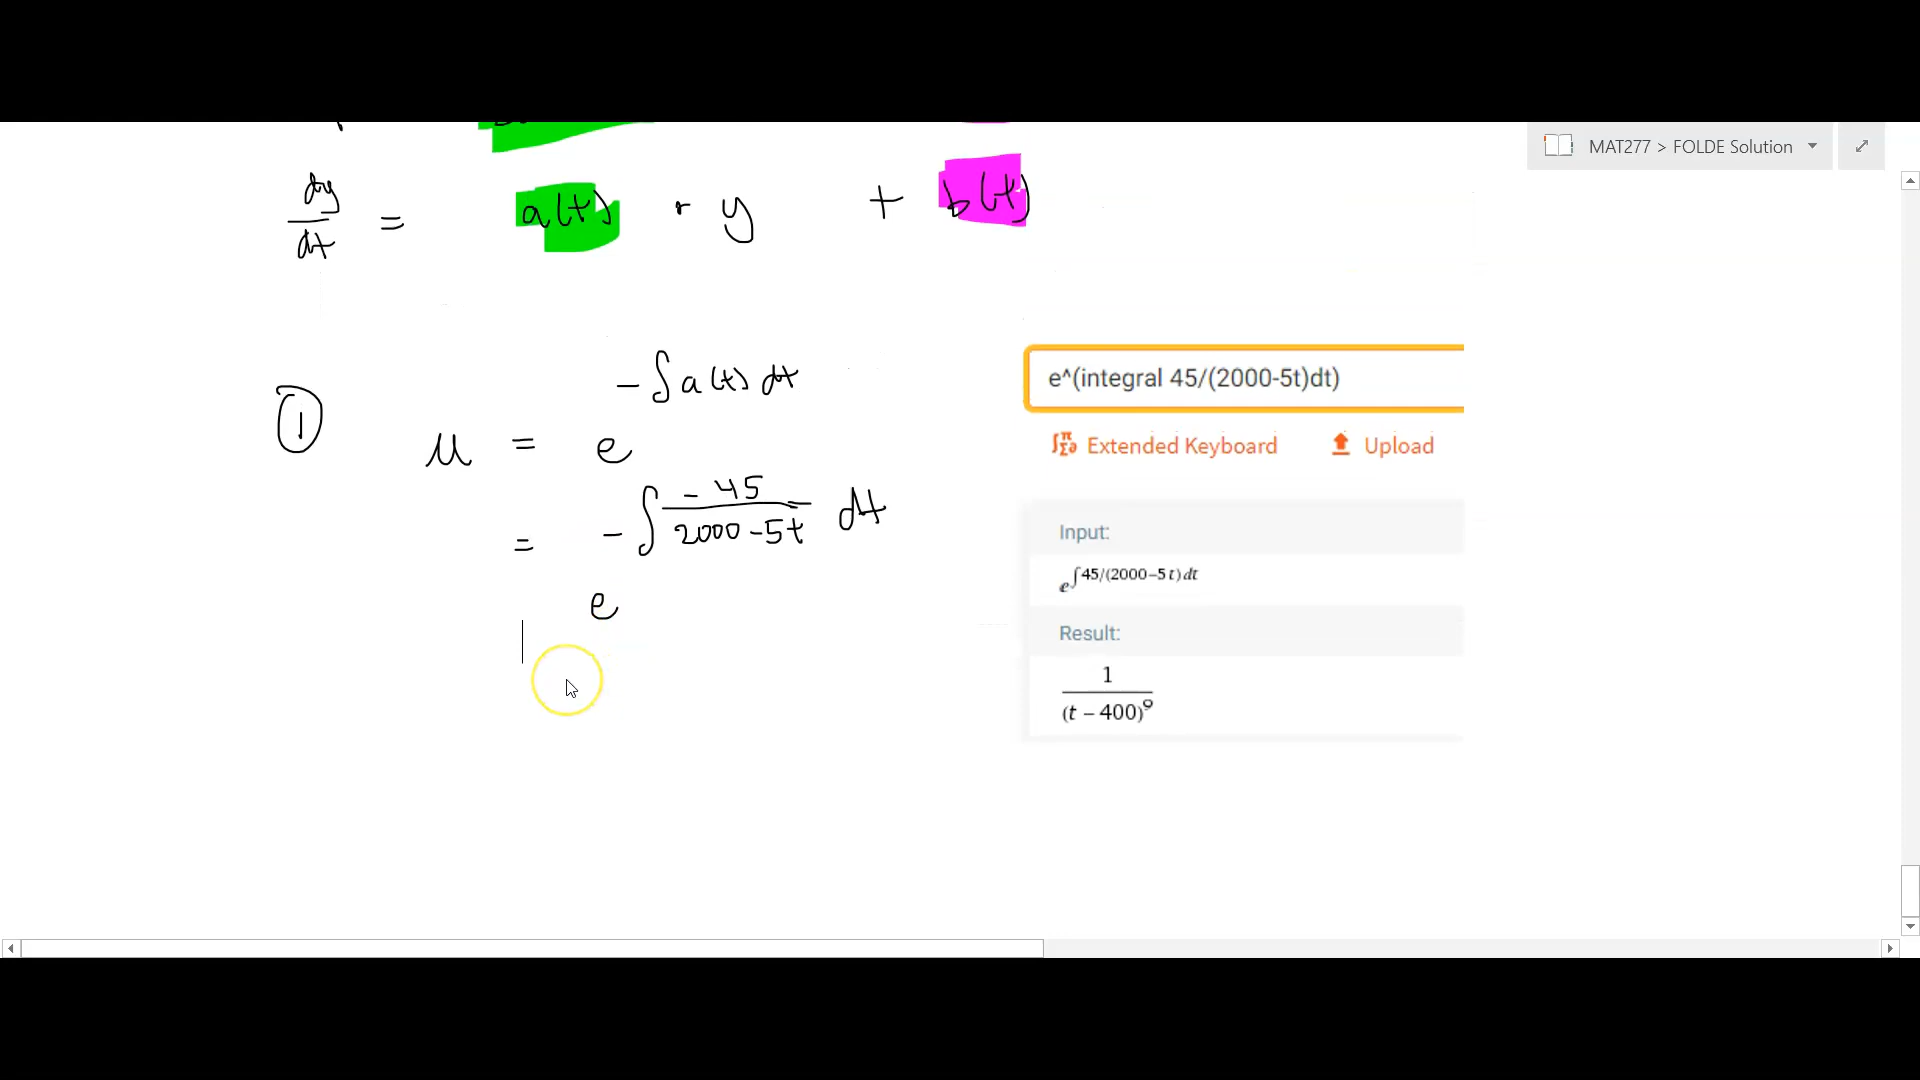 MAT277 > FOLDE Solution
dy/dt = a(t) · y + b(t)
① μ = e^(-∫a(t)dt)
= e^(-∫ -45/(2000-5t) dt)
e^(integral 45/(2000-5t)dt)
Extended Keyboard Upload
Input:
e^(∫45/(2000-5t)dt)
Result:
1/(t-400)^9